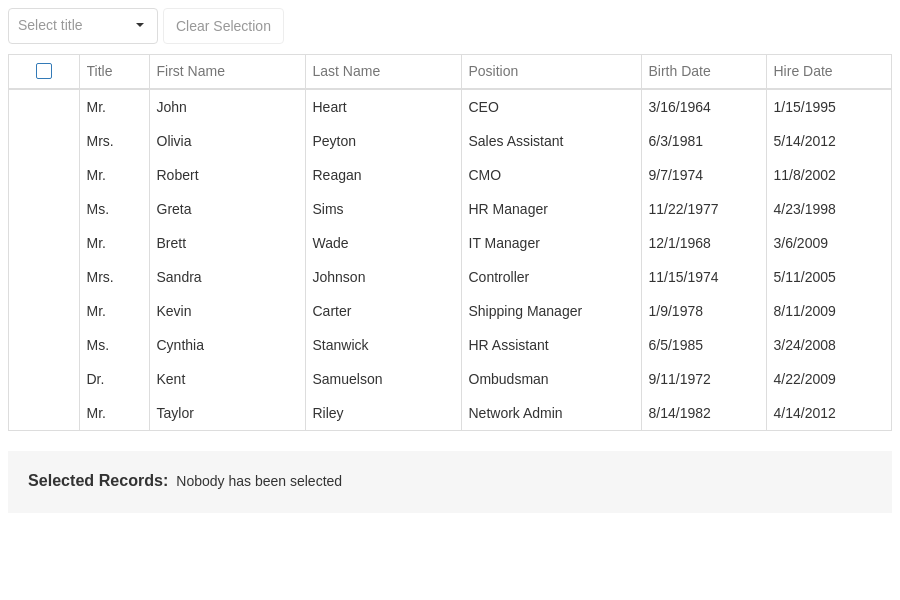 Select title Clear Selection
Title First Name Last Name Position Birth Date Hire Date
Mr. John Heart CEO 3/16/1964 1/15/1995
Mrs. Olivia Peyton Sales Assistant 6/3/1981 5/14/2012
Mr. Robert Reagan CMO 9/7/1974 11/8/2002
Ms. Greta Sims HR Manager 11/22/1977 4/23/1998
Mr. Brett Wade IT Manager 12/1/1968 3/6/2009
Mrs. Sandra Johnson Controller 11/15/1974 5/11/2005
Mr. Kevin Carter Shipping Manager 1/9/1978 8/11/2009
Ms. Cynthia Stanwick HR Assistant 6/5/1985 3/24/2008
Dr. Kent Samuelson Ombudsman 9/11/1972 4/22/2009
Mr. Taylor Riley Network Admin 8/14/1982 4/14/2012
Selected Records: Nobody has been selected